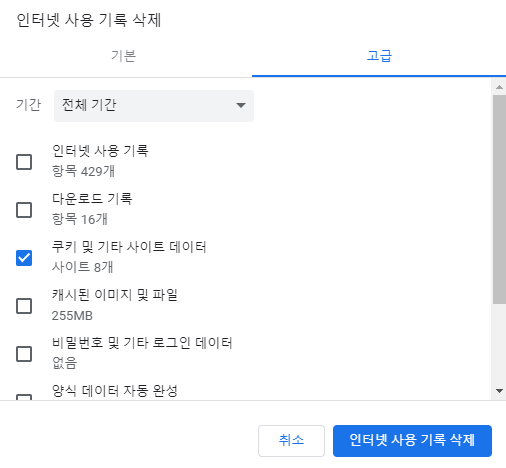 인터넷 사용 기록 삭제
기본
고급
기간
전체 기간
인터넷 사용 기록
항목 429개
다운로드 기록
항목 16개
쿠키 및 기타 사이트 데이터
사이트 8개
캐시된 이미지 및 파일
255MB
비밀번호 및 기타 로그인 데이터
없음
양식 데이터 자동 완성
취소
인터넷 사용 기록 삭제